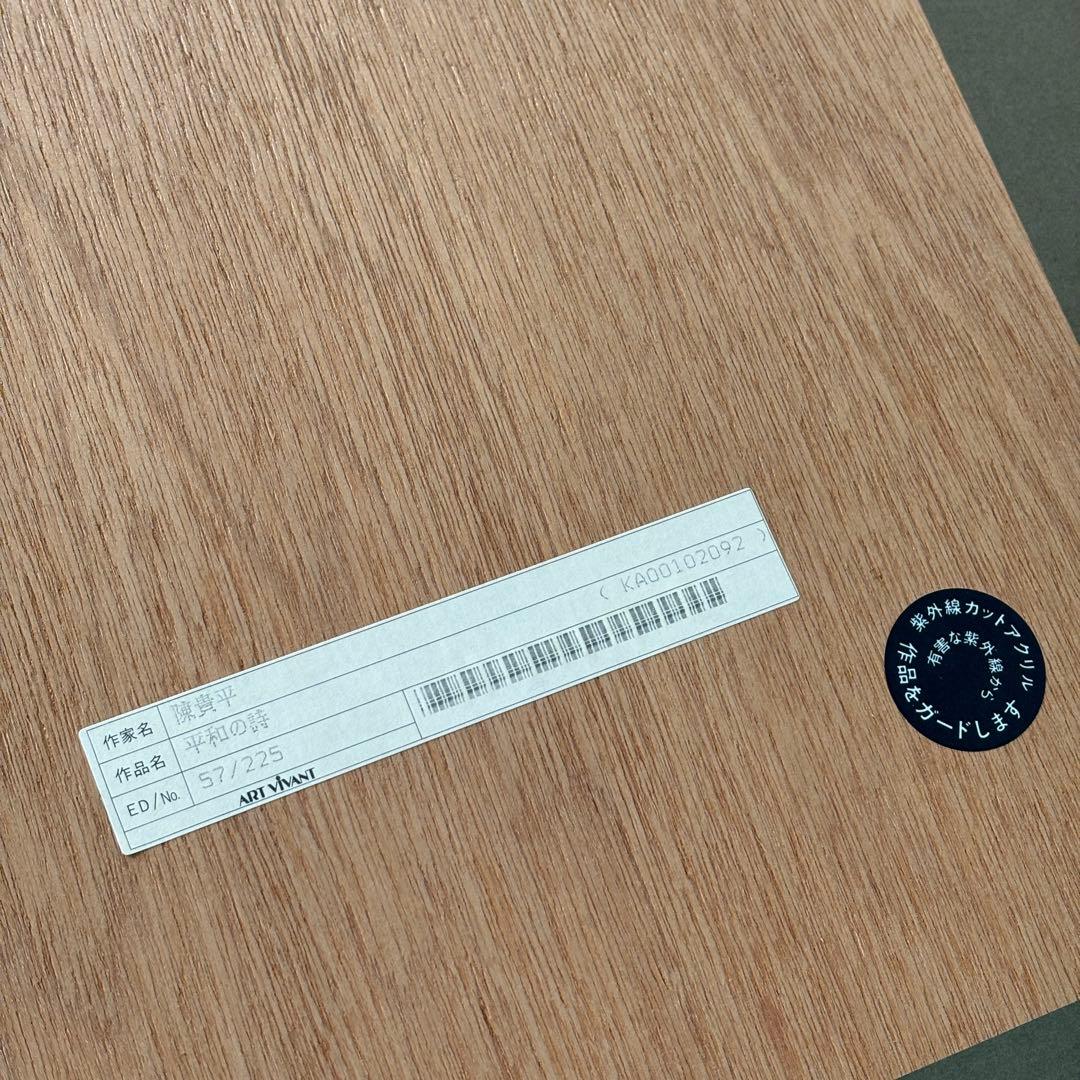 ( KA00102092 )
作家名 陳貴平
作品名 平和の詩
ED/No. 57/225
ART VIVANT
紫外線カットアクリル
有害な紫外線から
作品をガードします